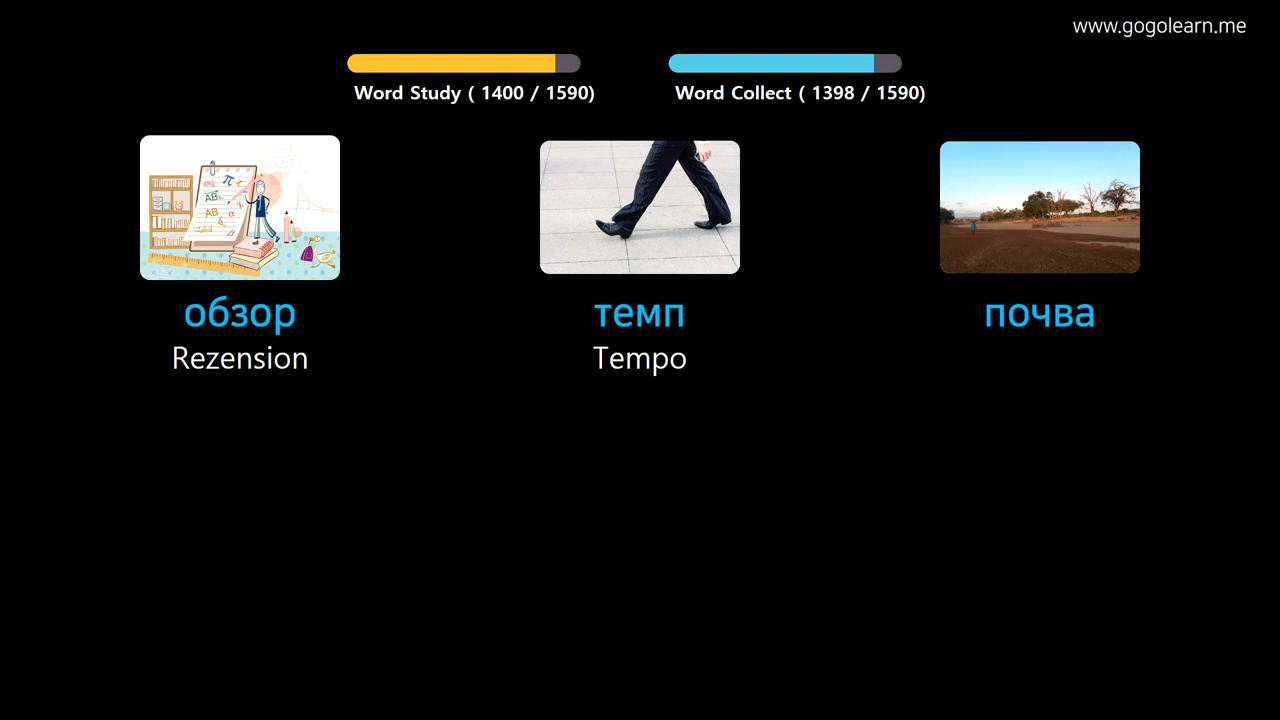 www.gogolearn.me
Word Study ( 1400 / 1590)
Word Collect ( 1398 / 1590)
обзор
темп
почва
Rezension
Tempo